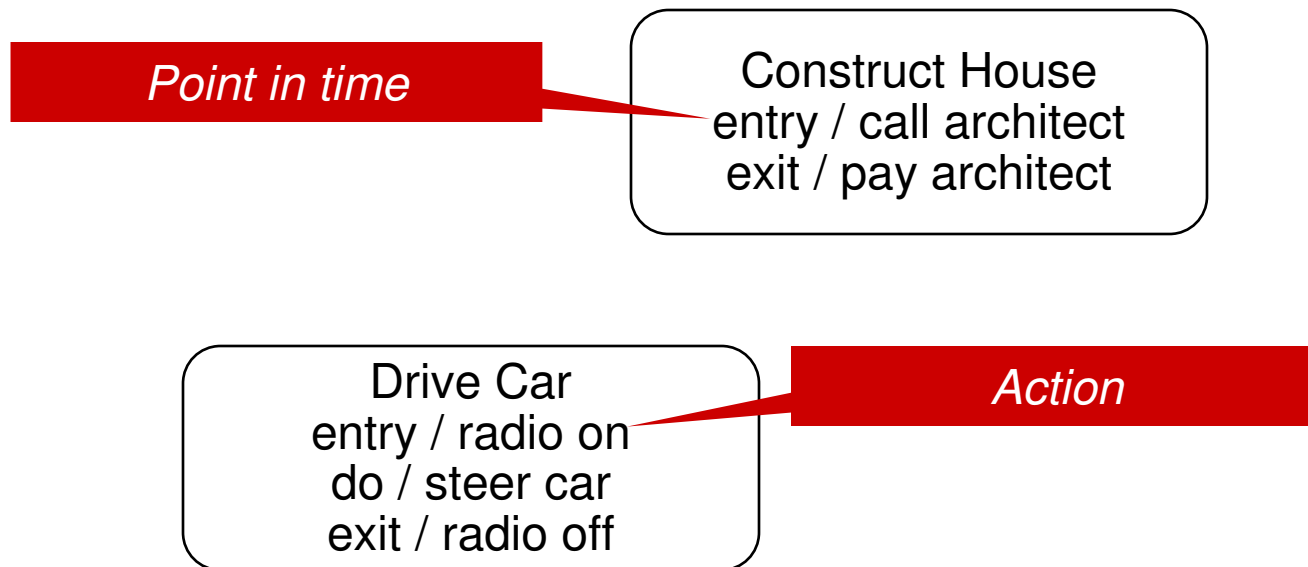 Point in time
Construct House
entry / call architect
exit / pay architect
Drive Car
entry / radio on
do / steer car
exit / radio off
Action